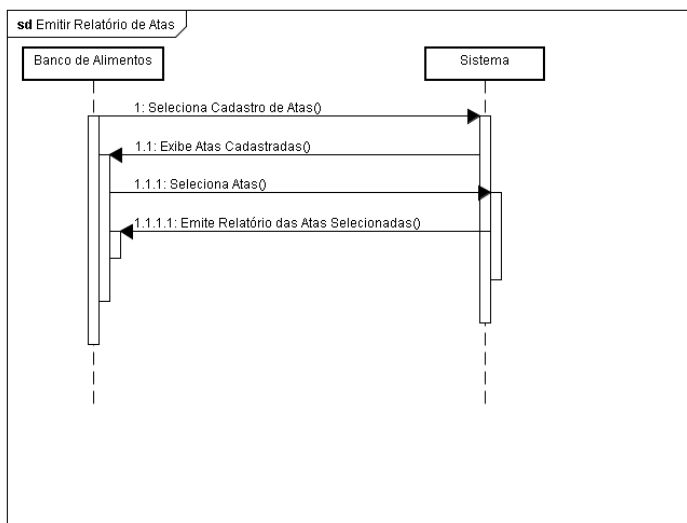 sd Emitir Relatório de Atas
Banco de Alimentos
Sistema
1: Seleciona Cadastro de Atas()
1.1: Exibe Atas Cadastradas()
1.1.1: Seleciona Atas()
1.1.1.1: Emite Relatório das Atas Selecionadas()